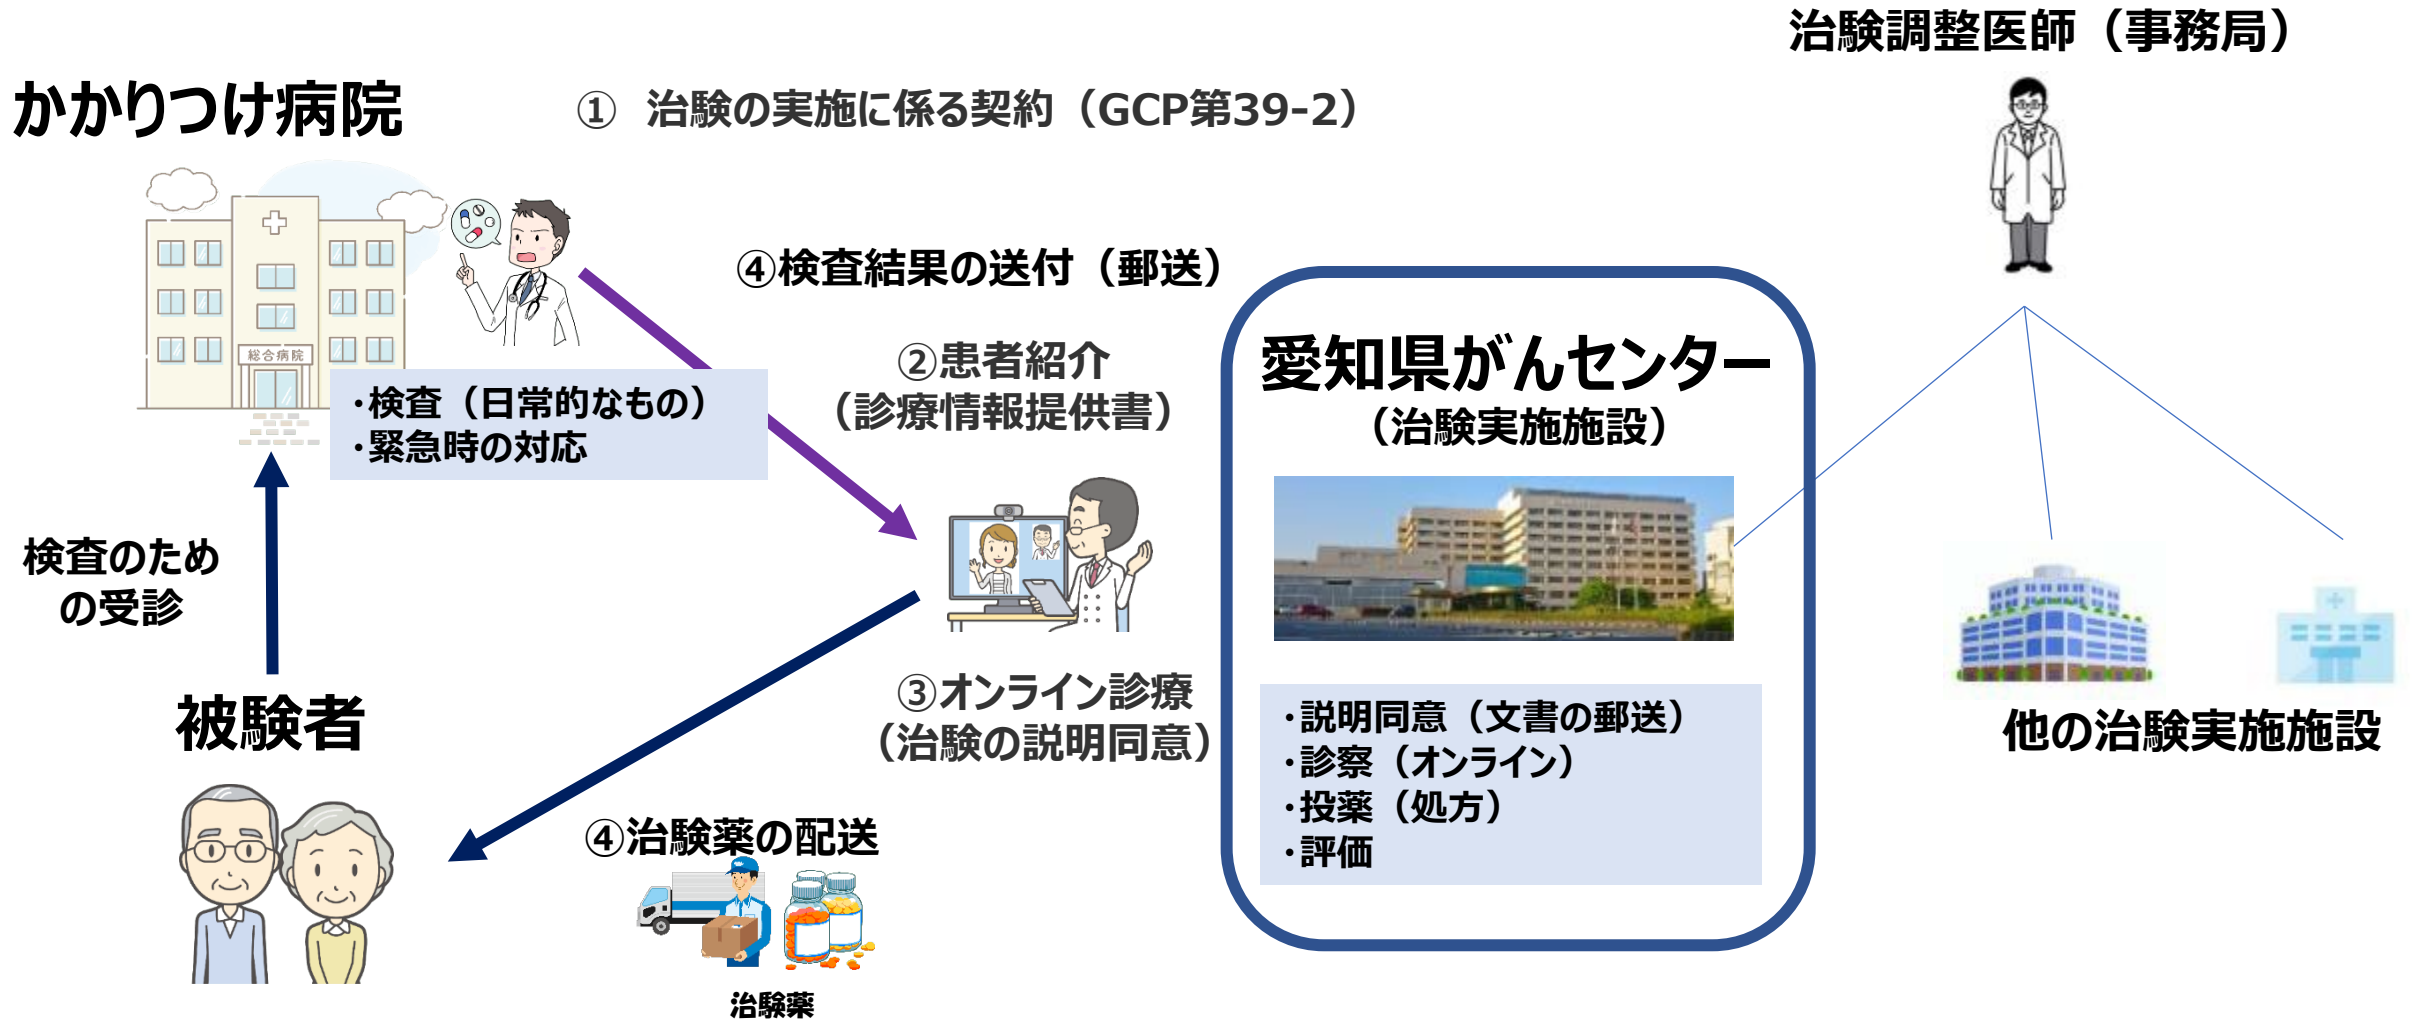 治験調整医師（事務局）
かかりつけ病院
① 治験の実施に係る契約（GCP第39-2）
④検査結果の送付（郵送）
総合病院
・検査（日常的なもの）
・緊急時の対応
②患者紹介
（診療情報提供書）
愛知県がんセンター
（治験実施施設）
検査のため
の受診
③オンライン診療
（治験の説明同意）
被験者
・説明同意（文書の郵送）
・診察（オンライン）
・投薬（処方）
・評価
他の治験実施施設
④治験薬の配送
治験薬